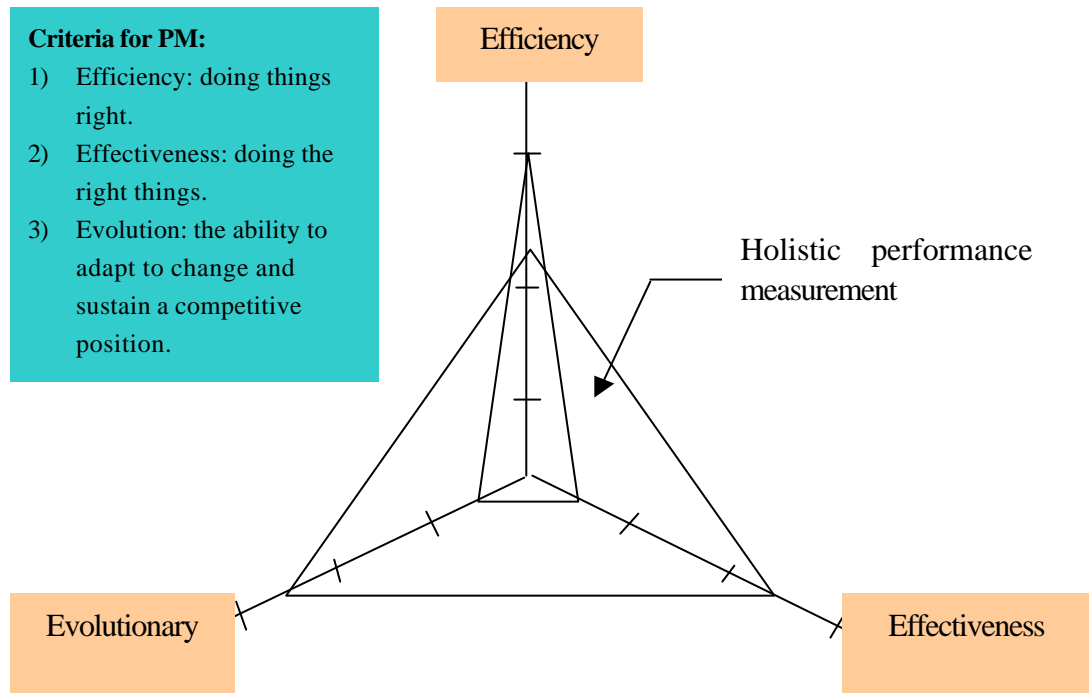 Criteria for PM:
1) Efficiency: doing things
right.
2) Effectiveness: doing the
right things.
3) Evolution: the ability to
adapt to change and
sustain a competitive
position.
Efficiency
Holistic performance
measurement
Evolutionary
Effectiveness